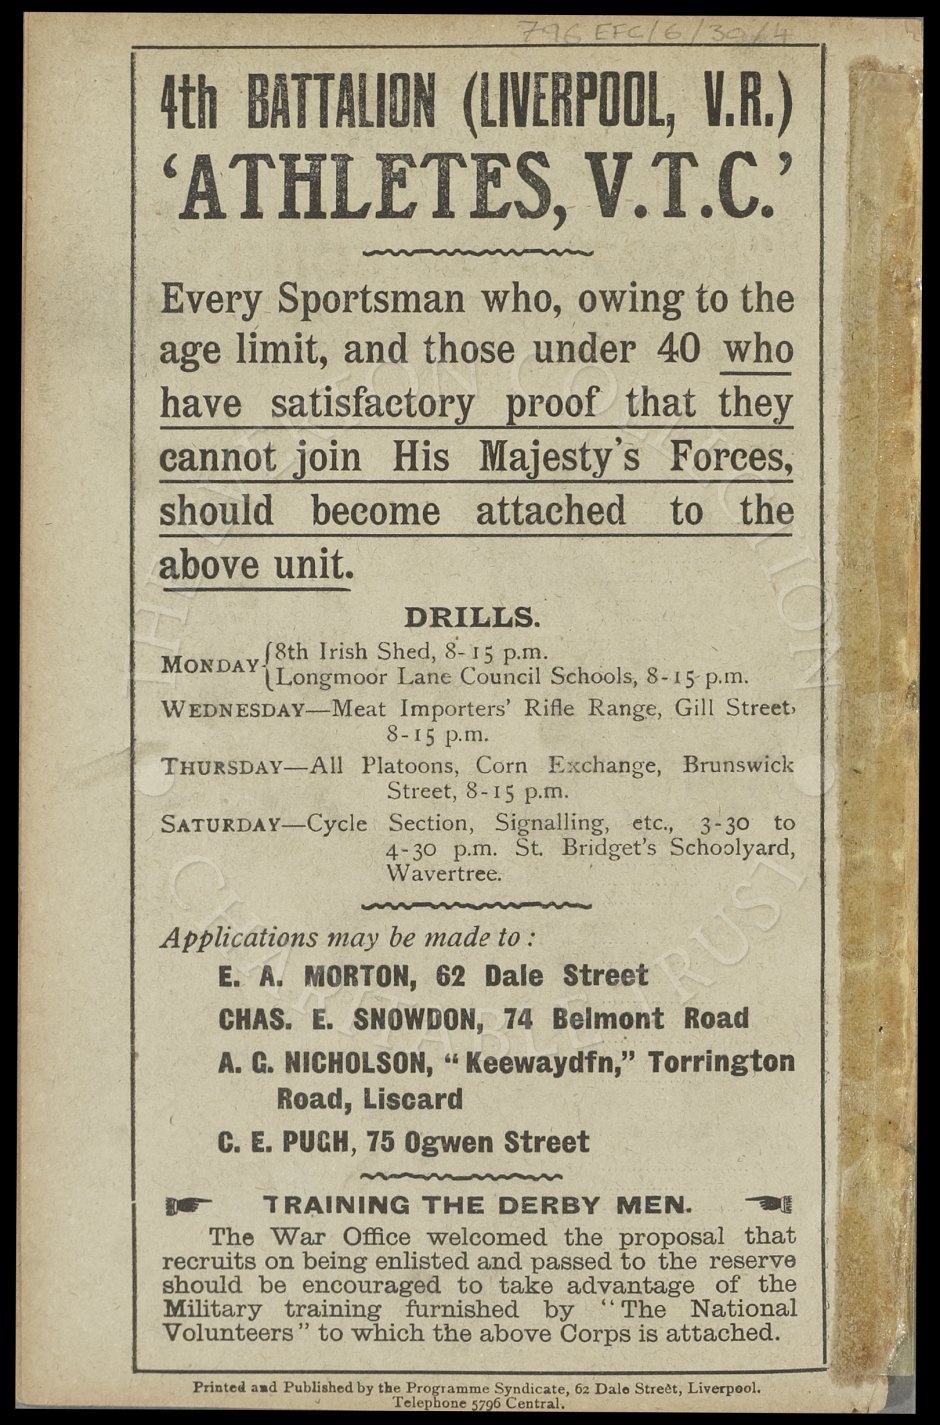 796 EFC/6/30/4
4th BATTALION (LIVERPOOL, V.R.)
‘ATHLETES, V.T.C.’
Every Sportsman who, owing to the
age limit, and those under 40 who
have satisfactory proof that they
cannot join His Majesty's Forces,
should become attached to the
above unit.
DRILLS.
MONDAY { 8th Irish Shed, 8-15 p.m.
Longmoor Lane Council Schools, 8-15 p.m.
WEDNESDAY—Meat Importers' Rifle Range, Gill Street,
8-15 p.m.
THURSDAY—All Platoons, Corn Exchange, Brunswick
Street, 8-15 p.m.
SATURDAY—Cycle Section, Signalling, etc., 3-30 to
4-30 p.m. St. Bridget's Schoolyard,
Wavertree.
Applications may be made to:
E. A. MORTON, 62 Dale Street
CHAS. E. SNOWDON, 74 Belmont Road
A. G. NICHOLSON, “Keewaydfn,” Torrington
Road, Liscard
C. E. PUGH, 75 Ogwen Street
TRAINING THE DERBY MEN.
The War Office welcomed the proposal that
recruits on being enlisted and passed to the reserve
should be encouraged to take advantage of the
Military training furnished by “The National
Volunteers” to which the above Corps is attached.
Printed and Published by the Programme Syndicate, 62 Dale Street, Liverpool.
Telephone 5796 Central.
THE EVERTON COLLECTION
CHARITABLE TRUST